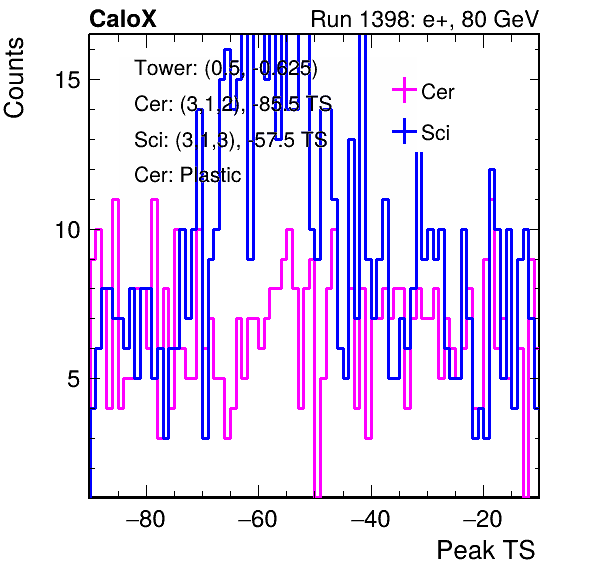 CaloX Run 1398: e+, 80 GeV
Counts
Tower: (0.5, -0.625)
Cer: (3,1,2), -85.5 TS
Sci: (3,1,3), -57.5 TS
Cer: Plastic
Cer
Sci
15
10
5
−80 −60 −40 −20
Peak TS